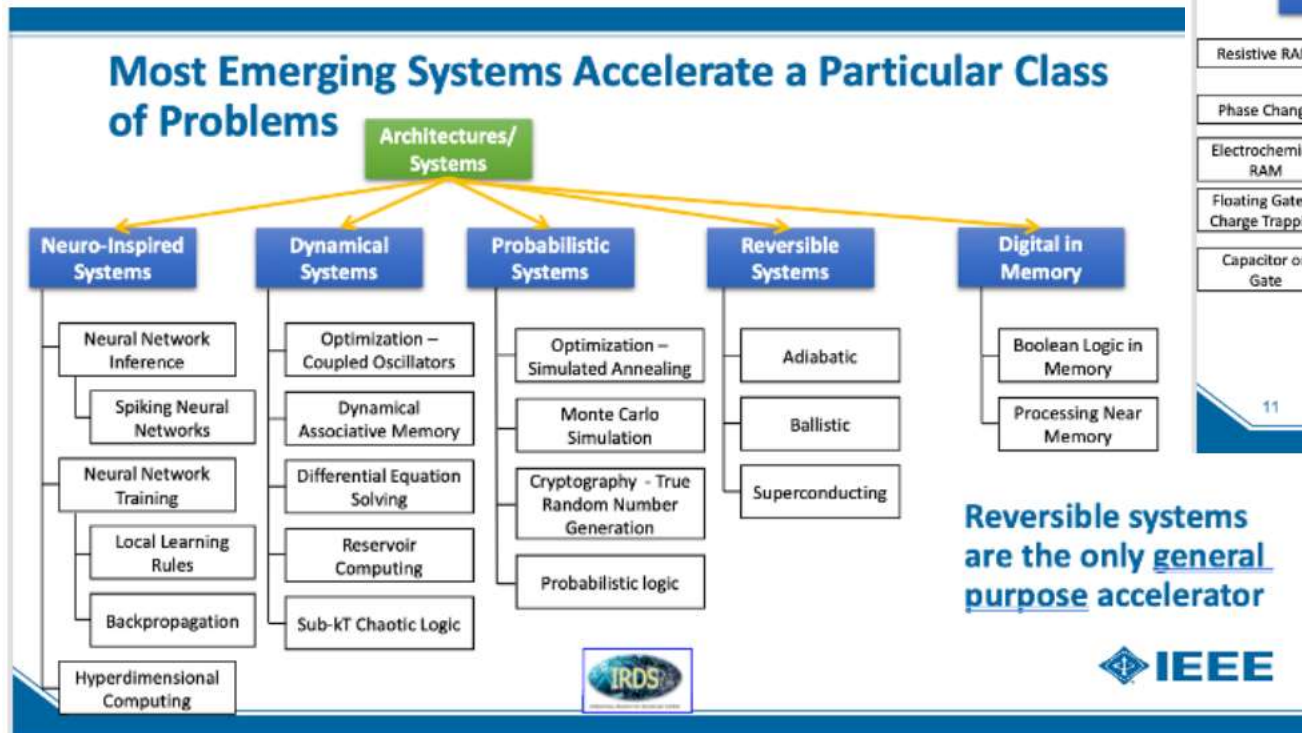 Most Emerging Systems Accelerate a Particular Class
of Problems
Architectures/
Systems
Neuro-Inspired
Systems
Neural Network
Inference
Spiking Neural
Networks
Neural Network
Training
Local Learning
Rules
Backpropagation
Hyperdimensional
Computing
Dynamical
Systems
Optimization –
Coupled Oscillators
Dynamical
Associative Memory
Differential Equation
Solving
Reservoir
Computing
Sub-kT Chaotic Logic
Probabilistic
Systems
Optimization –
Simulated Annealing
Monte Carlo
Simulation
Cryptography - True
Random Number
Generation
Probabilistic logic
Reversible
Systems
Adiabatic
Ballistic
Superconducting
Digital in
Memory
Boolean Logic in
Memory
Processing Near
Memory
Reversible systems
are the only general
purpose accelerator
IRDS
IEEE
Resistive
Phase
RAM
Floating Gate
Charge
Capacitor
Gate
11